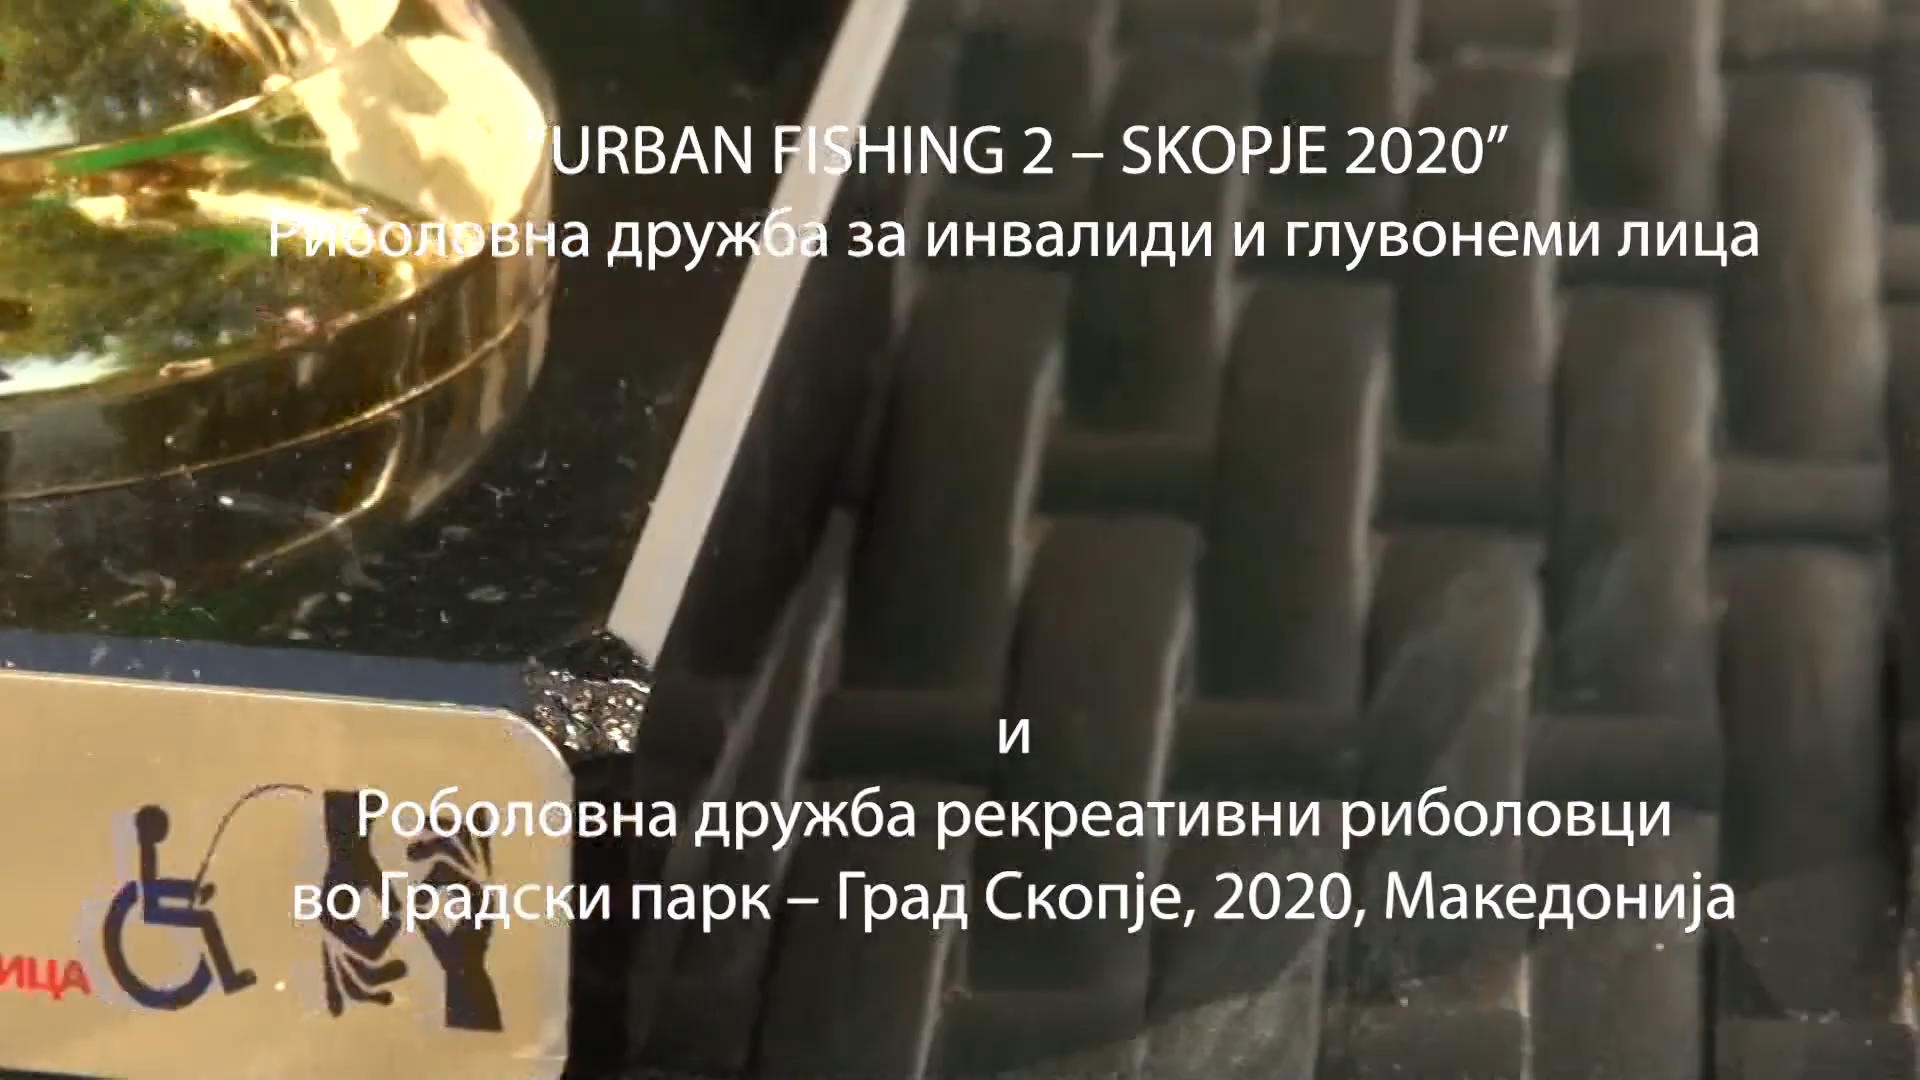 “URBAN FISHING 2 – SKOPJE 2020”
Риболовна дружба за инвалиди и глувонеми лица
и
Роболовна дружба рекреативни риболовци
во Градски парк – Град Скопје, 2020, Македонија
ИЦА